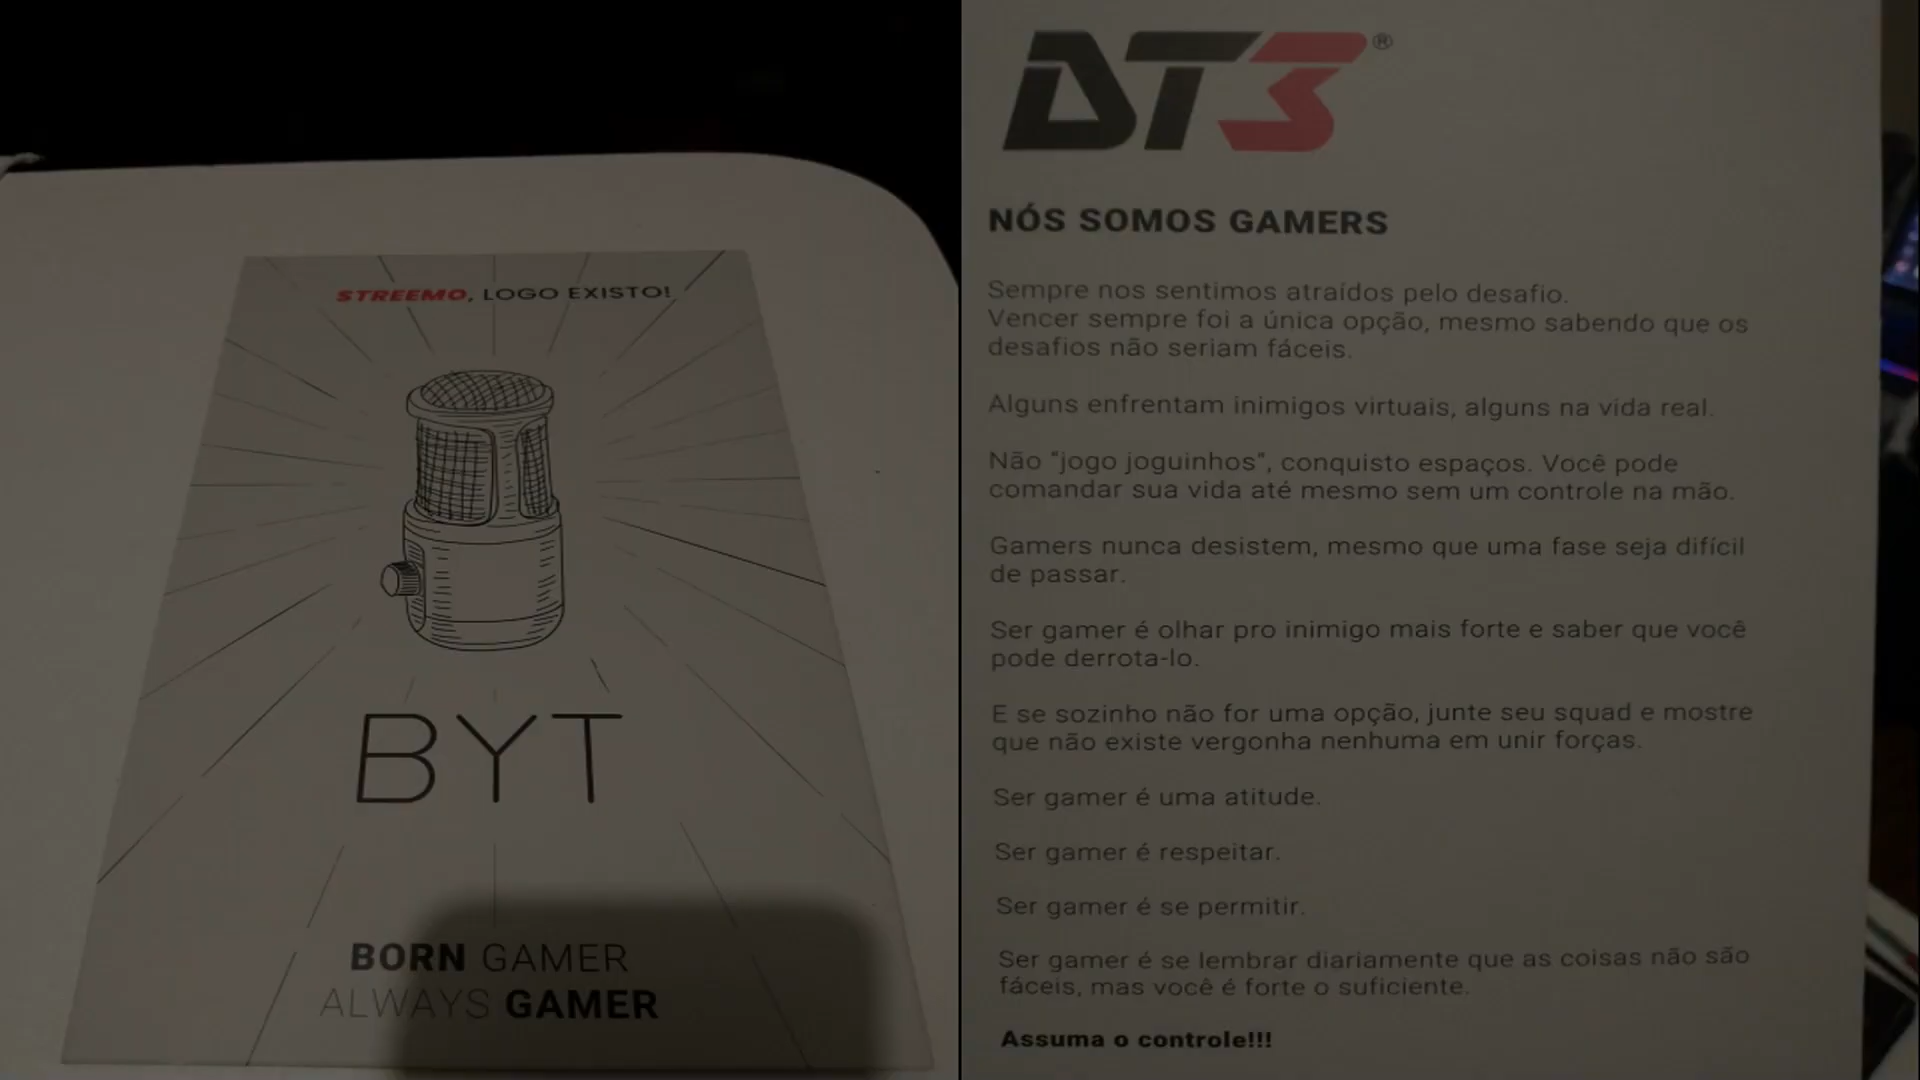 STREEMO, LOGO EXISTO!
BYT
BORN GAMER
ALWAYS GAMER
DT3®
NÓS SOMOS GAMERS
Sempre nos sentimos atraídos pelo desafio.
Vencer sempre foi a única opção, mesmo sabendo que os
desafios não seriam fáceis.
Alguns enfrentam inimigos virtuais, alguns na vida real.
Não "jogo joguinhos", conquisto espaços. Você pode
comandar sua vida até mesmo sem um controle na mão.
Gamers nunca desistem, mesmo que uma fase seja difícil
de passar.
Ser gamer é olhar pro inimigo mais forte e saber que você
pode derrota-lo.
E se sozinho não for uma opção, junte seu squad e mostre
que não existe vergonha nenhuma em unir forças.
Ser gamer é uma atitude.
Ser gamer é respeitar.
Ser gamer é se permitir.
Ser gamer é se lembrar diariamente que as coisas não são
fáceis, mas você é forte o suficiente.
Assuma o controle!!!